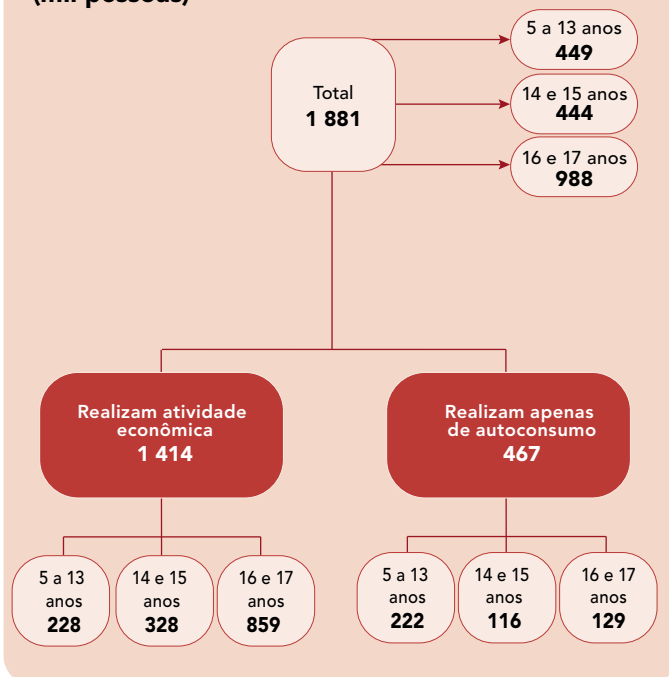 (mil pessoas)
5 a 13 anos
449
Total
1 881
14 e 15 anos
444
16 e 17 anos
988
Realizam atividade
econômica
1 414
Realizam apenas
de autoconsumo
467
5 a 13
anos
228
14 e 15
anos
328
16 e 17
anos
859
5 a 13
anos
222
14 e 15
anos
116
16 e 17
anos
129